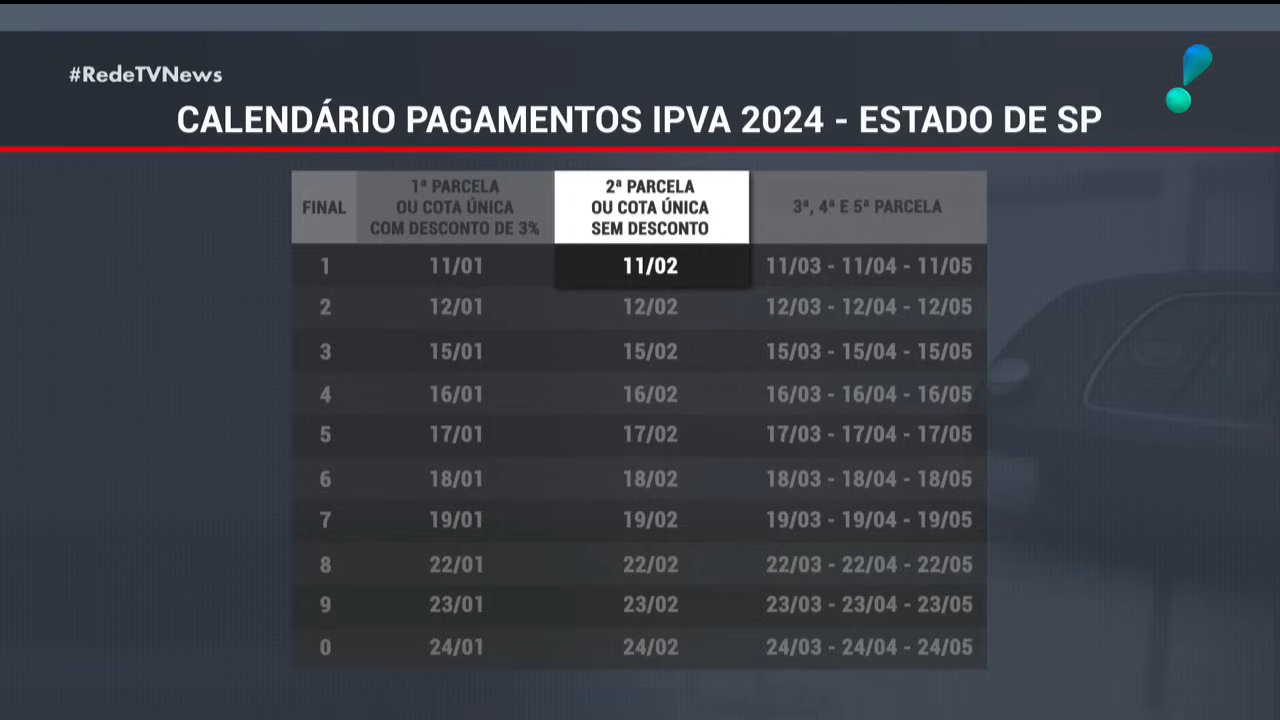 #RedeTVNews
CALENDÁRIO PAGAMENTOS IPVA 2024 - ESTADO DE SP
FINAL
1ª PARCELA
OU COTA ÚNICA
COM DESCONTO DE 3%
2ª PARCELA
OU COTA ÚNICA
SEM DESCONTO
3ª, 4ª E 5ª PARCELA
1 11/01 11/02 11/03 - 11/04 - 11/05
2 12/01 12/02 12/03 - 12/04 - 12/05
3 15/01 15/02 15/03 - 15/04 - 15/05
4 16/01 16/02 16/03 - 16/04 - 16/05
5 17/01 17/02 17/03 - 17/04 - 17/05
6 18/01 18/02 18/03 - 18/04 - 18/05
7 19/01 19/02 19/03 - 19/04 - 19/05
8 22/01 22/02 22/03 - 22/04 - 22/05
9 23/01 23/02 23/03 - 23/04 - 23/05
0 24/01 24/02 24/03 - 24/04 - 24/05